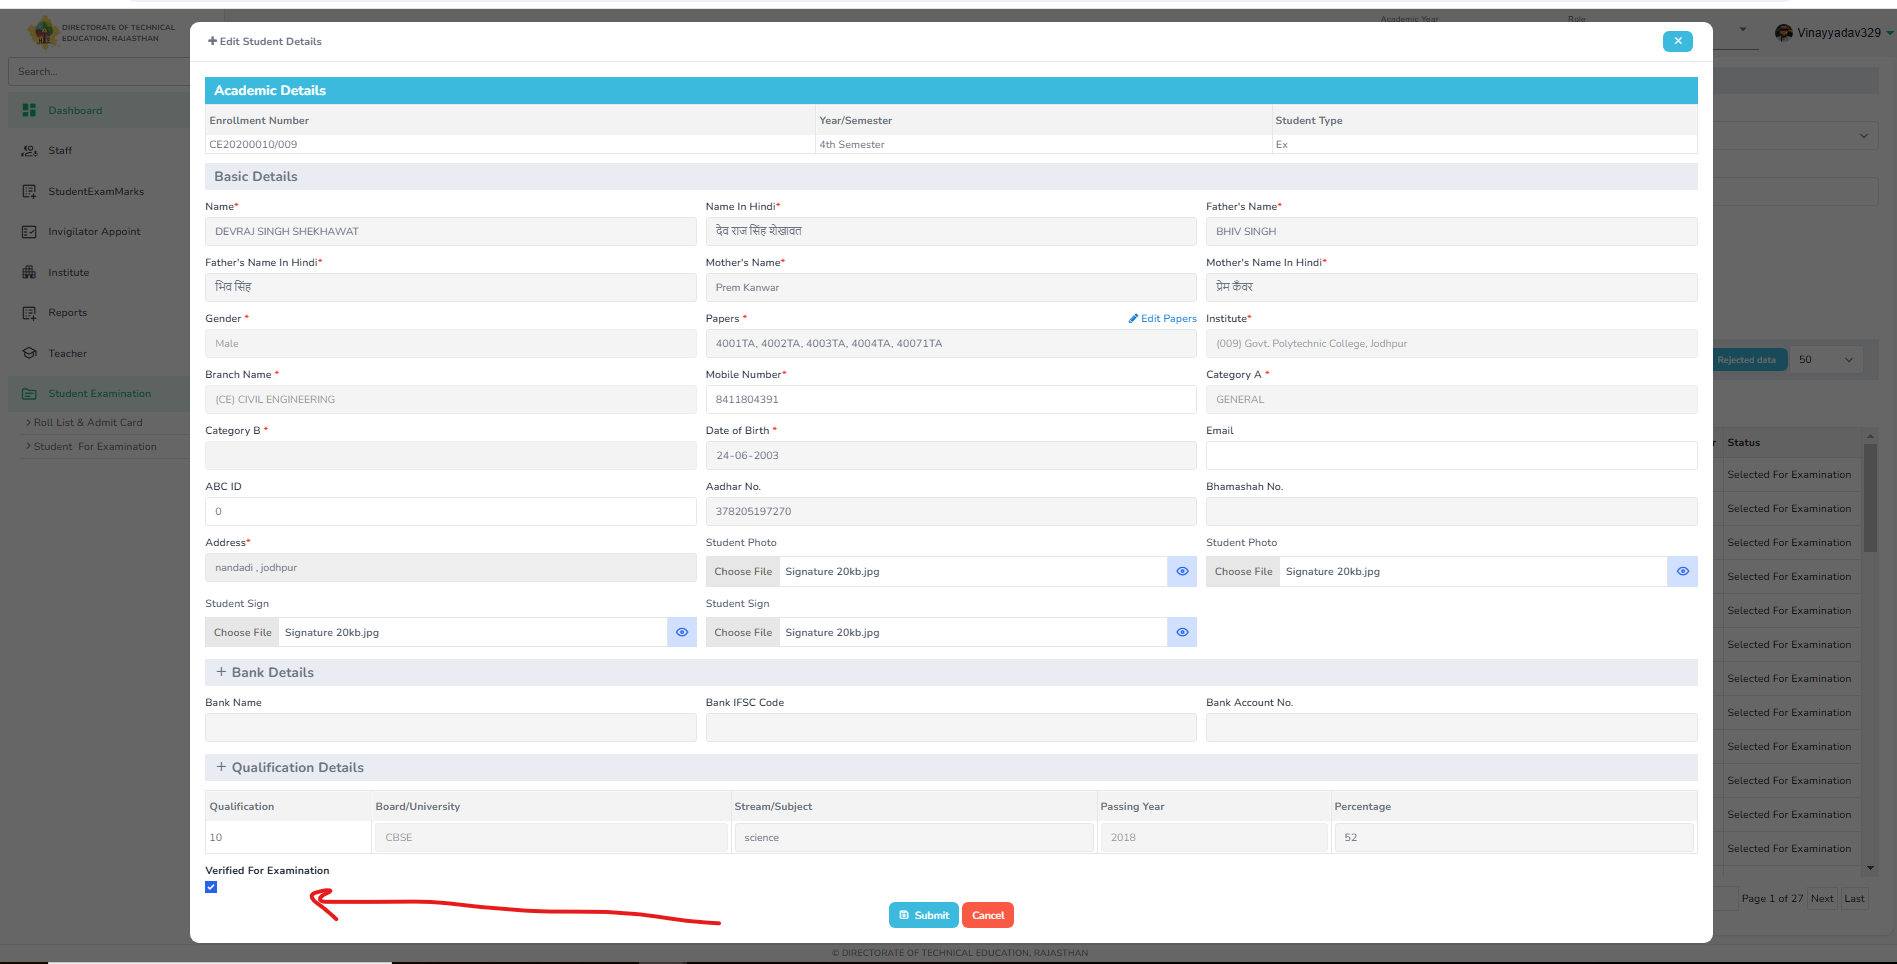 DIRECTORATE OF TECHNICAL
EDUCATION, RAJASTHAN
Academic Year
Role
Vinayyadav329
Search...
Dashboard
Staff
StudentExamMarks
Invigilator Appoint
Institute
Reports
Teacher
Student Examination
> Roll List & Admit Card
> Student For Examination
+ Edit Student Details
×
Academic Details
Enrollment Number Year/Semester Student Type
CE20200010/009 4th Semester Ex
Basic Details
Name* Name In Hindi* Father's Name*
DEVRAJ SINGH SHEKHAWAT देव राज सिंह शेखावत BHIV SINGH
Father's Name In Hindi* Mother's Name* Mother's Name In Hindi*
भिव सिंह Prem Kanwar प्रेम कँवर
Gender * Papers * Edit Papers Institute*
Male 4001TA, 4002TA, 4003TA, 4004TA, 40071TA (009) Govt. Polytechnic College, Jodhpur
Branch Name * Mobile Number* Category A *
(CE) CIVIL ENGINEERING 8411804391 GENERAL
Category B * Date of Birth * Email
24-06-2003
ABC ID Aadhar No. Bhamashah No.
0 378205197270
Address* Student Photo Student Photo
nandadi , jodhpur Choose File Signature 20kb.jpg Choose File Signature 20kb.jpg
Student Sign Student Sign
Choose File Signature 20kb.jpg Choose File Signature 20kb.jpg
+ Bank Details
Bank Name Bank IFSC Code Bank Account No.
+ Qualification Details
Qualification Board/University Stream/Subject Passing Year Percentage
10 CBSE science 2018 52
Verified For Examination
Submit Cancel
Rejected data 50
r Status
Selected For Examination
Selected For Examination
Selected For Examination
Selected For Examination
Selected For Examination
Selected For Examination
Selected For Examination
Selected For Examination
Selected For Examination
Selected For Examination
Selected For Examination
Selected For Examination
Page 1 of 27 Next Last
© DIRECTORATE OF TECHNICAL EDUCATION, RAJASTHAN